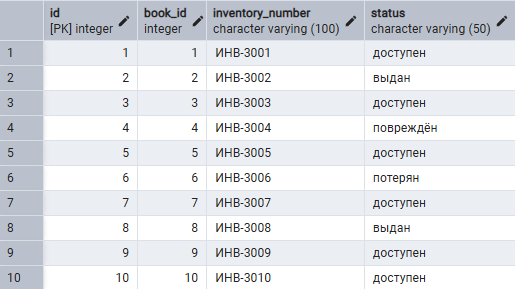 id book_id inventory_number status
[PK] integer integer character varying (100) character varying (50)
1 1 1 ИНВ-3001 доступен
2 2 2 ИНВ-3002 выдан
3 3 3 ИНВ-3003 доступен
4 4 4 ИНВ-3004 повреждён
5 5 5 ИНВ-3005 доступен
6 6 6 ИНВ-3006 потерян
7 7 7 ИНВ-3007 доступен
8 8 8 ИНВ-3008 выдан
9 9 9 ИНВ-3009 доступен
10 10 10 ИНВ-3010 доступен